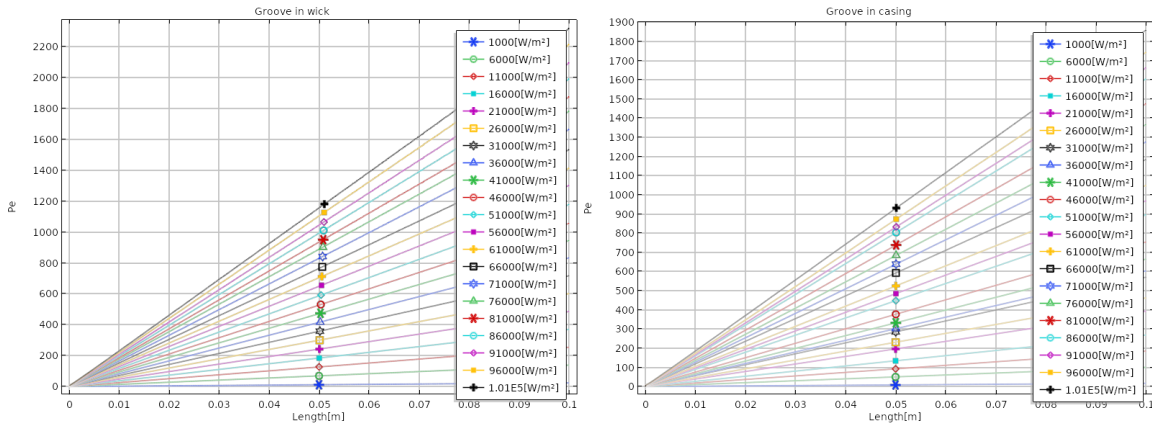 Groove in wick
2200
2000
1800
1600
1400
1200
1000
800
600
400
200
0
Pe
0
0.01
0.02
0.03
0.04
0.05
0.06
0.07
0.08
0.09
0.1
Length[m]
1000[W/m²]
6000[W/m²]
11000[W/m²]
16000[W/m²]
21000[W/m²]
26000[W/m²]
31000[W/m²]
36000[W/m²]
41000[W/m²]
46000[W/m²]
51000[W/m²]
56000[W/m²]
61000[W/m²]
66000[W/m²]
71000[W/m²]
76000[W/m²]
81000[W/m²]
86000[W/m²]
91000[W/m²]
96000[W/m²]
1.01E5[W/m²]
Groove in casing
1900
1800
1700
1600
1500
1400
1300
1200
1100
1000
900
800
700
600
500
400
300
200
100
0
Pe
0
0.01
0.02
0.03
0.04
0.05
0.06
0.07
0.08
0.09
0.1
Length[m]
1000[W/m²]
6000[W/m²]
11000[W/m²]
16000[W/m²]
21000[W/m²]
26000[W/m²]
31000[W/m²]
36000[W/m²]
41000[W/m²]
46000[W/m²]
51000[W/m²]
56000[W/m²]
61000[W/m²]
66000[W/m²]
71000[W/m²]
76000[W/m²]
81000[W/m²]
86000[W/m²]
91000[W/m²]
96000[W/m²]
1.01E5[W/m²]